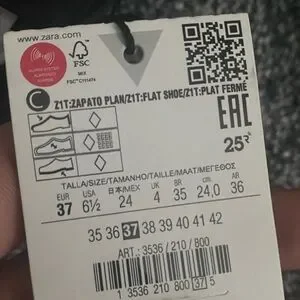 www.zara.com
FSC
MIX
ALARM SYSTEM
C
Z1T:ZAPATO PLAN/Z1T:FLAT SHOE/Z1T:PLAT FERMÉ
EAC
25
TALLA/SIZE/TAMANHO/TAILLE/MAAT/ΜΕΓΕΘΟΣ
EUR USA 日本/MEX UK BR CN AR
37 6½ 24 4 35 24,0 36
35 36 37 38 39 40 41 42
ART.: 3536/210/800
1 3536 210 800 37 5